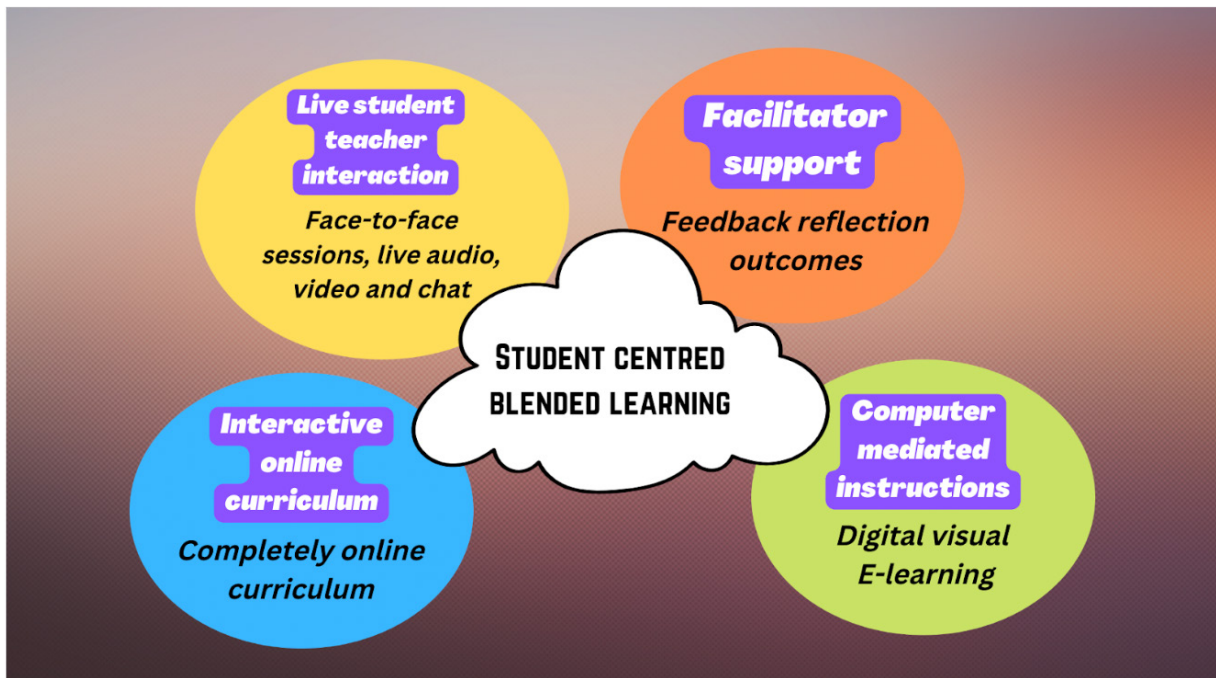 Live student
teacher
interaction
Face-to-face
sessions, live audio,
video and chat
Facilitator
support
Feedback reflection
outcomes
STUDENT CENTRED
BLENDED LEARNING
Interactive
online
curriculum
Completely online
curriculum
Computer
mediated
instructions
Digital visual
E-learning